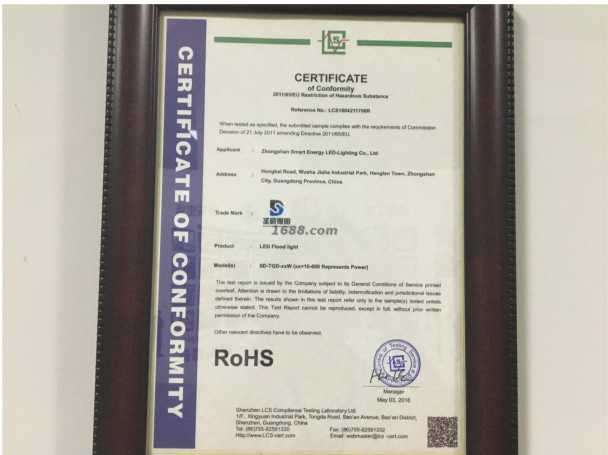 CERTIFICATE OF CONFORMITY
LCS
CERTIFICATE
of Conformity
2011/65/EU Restriction of Hazardous Substance
Reference No.: LCS1604211700R
When tested as specified, the submitted sample complies with the requirements of Commission
Decision of 21 July 2011 amending Directive 2011/65/EU.
Applicant : Zhongshan Smart Energy LED-Lighting Co., Ltd
Address : Honghai Road, Wusha Jiahe Industrial Park, Henglan Town, Zhongshan
City, Guangdong Province, China
Trade Mark :
1688.com
Product : LED Flood light
Model(s) : SD-TGD-xxW (xx=10-600 Represents Power)
The test report is issued by the Company subject to its General Conditions of Service printed
overleaf. Attention is drawn to the limitations of liability, indemnification and jurisdictional issues
defined therein. The results shown in this test report refer only to the sample(s) tested unless
otherwise stated. This Test Report cannot be reproduced, except in full, without prior written
permission of the Company.
Other relevant directives have to be observed.
RoHS
Manager
May 03, 2016
Shenzhen LCS Compliance Testing Laboratory Ltd.
1/F., Xingyuan Industrial Park, Tongda Road, Bao'an Avenue, Bao'an District,
Shenzhen, Guangdong, China
Tel: (86)755-82591330 Fax: (86)755-82591332
Http://www.LCS-cert.com Email: webmaster@lcs -cert.com